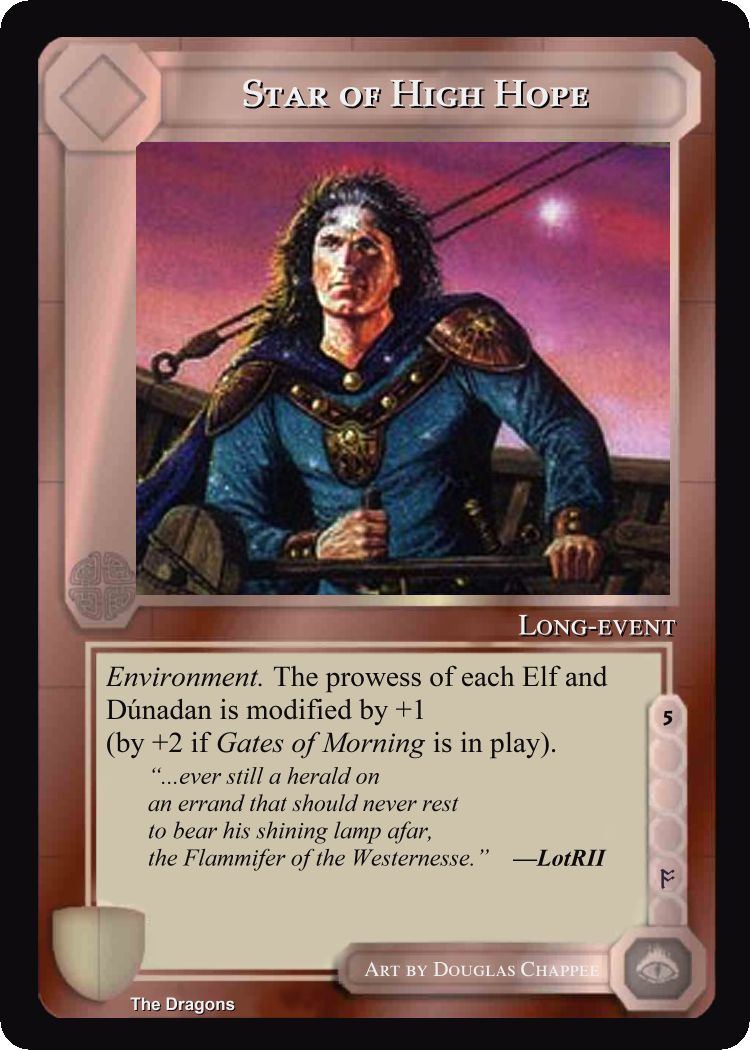 Star of High Hope
Long-event
Environment. The prowess of each Elf and
Dúnadan is modified by +1
(by +2 if Gates of Morning is in play).
“...ever still a herald on
an errand that should never rest
to bear his shining lamp afar,
the Flammifer of the Westernesse.” —LotRII
5
ᚩ
Art by Douglas Chappee
The Dragons